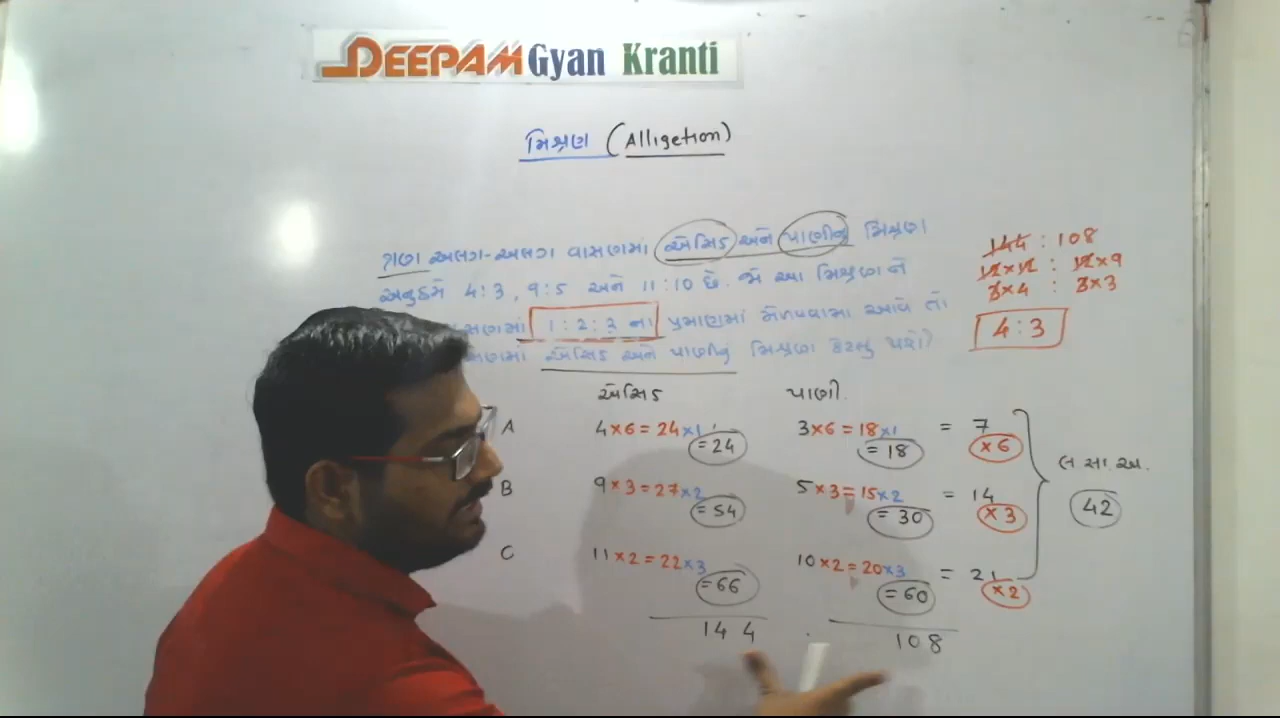 DEEPAM Gyan Kranti
મિશ્રણ (Alligetion)
ત્રણ અલગ-અલગ વાસણમાં એસિડ અને પાણીનું મિશ્રણ
અનુક્રમે 4:3, 9:5 અને 11:10 છે. જો આ મિશ્રણ ને
1:2:3 ના પ્રમાણમાં મેળવવામાં આવે તો
એસિડ અને પાણીનું મિશ્રણ કેટલું થશે?
144 : 108
12×12 : 12×9
3×4 : 3×3
4:3
એસિડ પાણી.
A 4×6=24×1 3×6=18×1 = 7
=24 =18 ×6
B 9×3=27×2 5×3=15×2 = 14
=54 =30 ×3
C 11×2=22×3 10×2=20×3 = 21
=66 =60 ×2
લ.સા.અ.
42
144 108